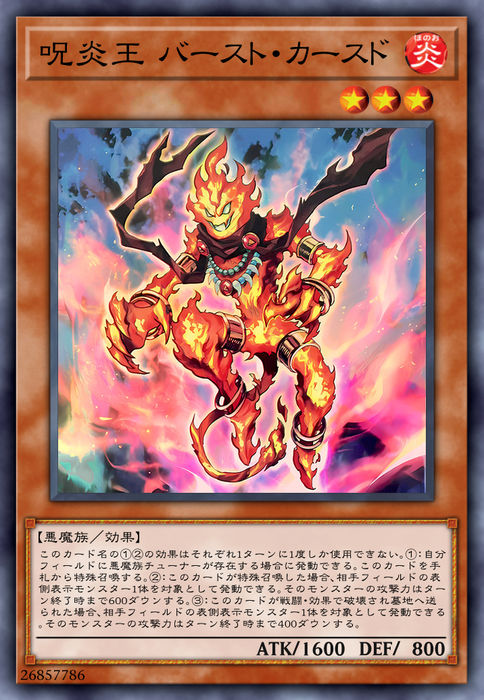 呪炎王 バースト・カースド
ほのお
炎
【悪魔族／効果】
このカード名の①②の効果はそれぞれ1ターンに1度しか使用できない。①:自分
フィールドに悪魔族チューナーが存在する場合に発動できる。このカードを手
札から特殊召喚する。②:このカードが特殊召喚した場合、相手フィールドの表
側表示モンスター1体を対象として発動できる。そのモンスターの攻撃力はター
ン終了時まで600ダウンする。③:このカードが戦闘・効果で破壊され墓地へ送
られた場合、相手フィールドの表側表示モンスター1体を対象として発動できる
。そのモンスターの攻撃力はターン終了時まで400ダウンする。
ATK/1600 DEF/ 800
26857786